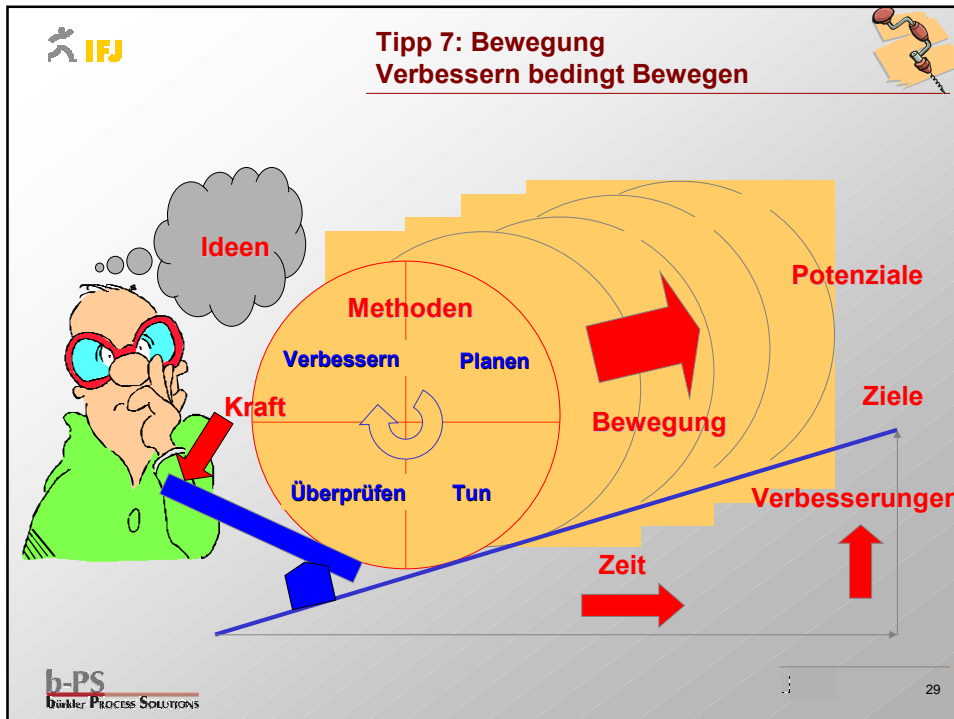 IFJ
Tipp 7: Bewegung
Verbessern bedingt Bewegen
Ideen
Methoden
Potenziale
Verbessern
Planen
Kraft
Ziele
Bewegung
Überprüfen
Tun
Verbesserungen
Zeit
b-PS
Bürkler PROCESS SOLUTIONS
29